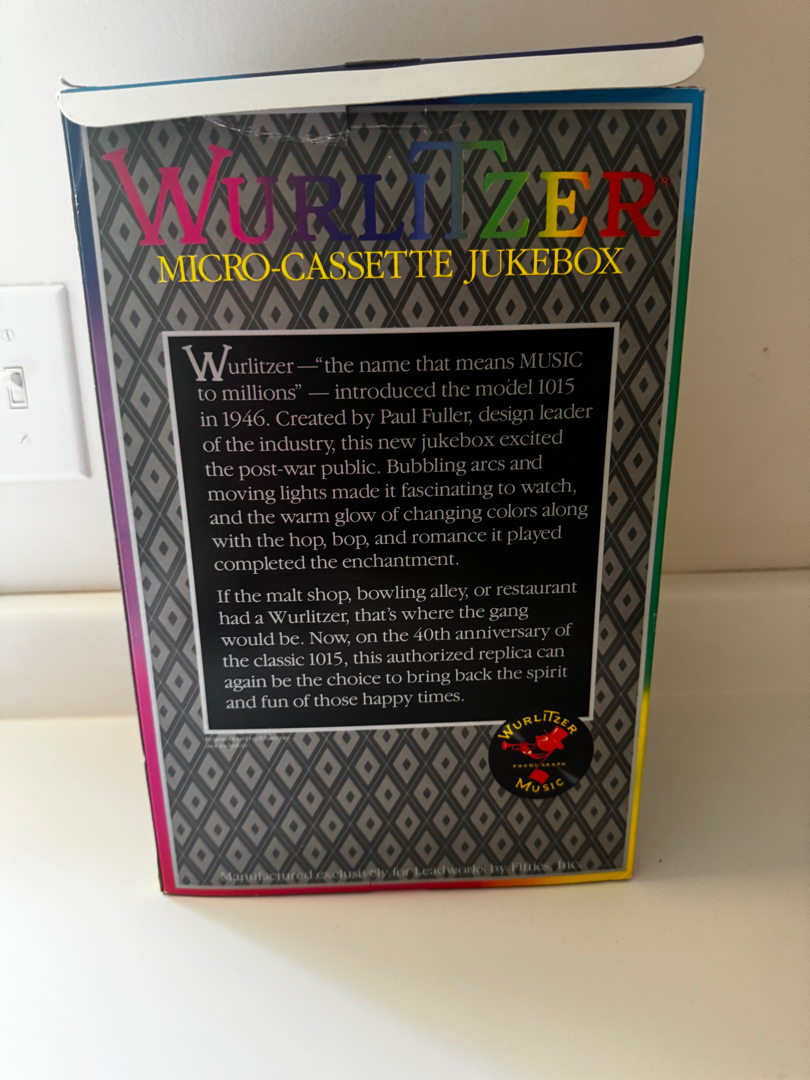 WURLITZER®
MICRO-CASSETTE JUKEBOX
Wurlitzer—“the name that means MUSIC
to millions” — introduced the model 1015
in 1946. Created by Paul Fuller, design leader
of the industry, this new jukebox excited
the post-war public. Bubbling arcs and
moving lights made it fascinating to watch,
and the warm glow of changing colors along
with the hop, bop, and romance it played
completed the enchantment.
If the malt shop, bowling alley, or restaurant
had a Wurlitzer, that’s where the gang
would be. Now, on the 40th anniversary of
the classic 1015, this authorized replica can
again be the choice to bring back the spirit
and fun of those happy times.
WURLITZER
PHONOGRAPH
MUSIC
Manufactured exclusively for Leadworks by Fifties, Inc.